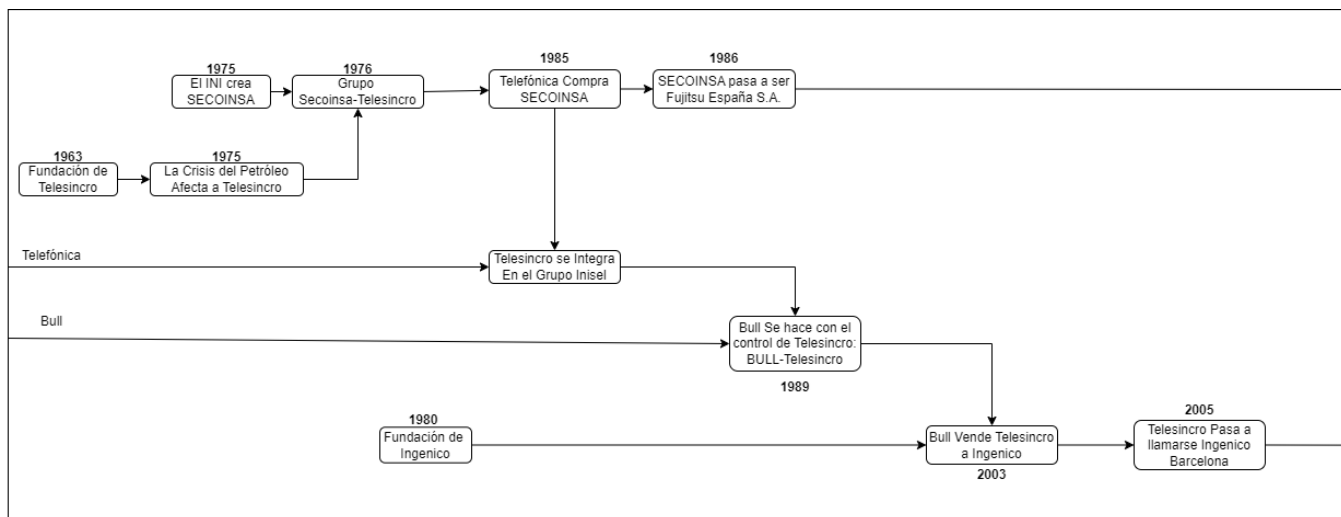 1975
El INI crea
SECOINSA
1976
Grupo
Secoinsa-Telesincro
1985
Telefónica Compra
SECOINSA
1986
SECOINSA pasa a ser
Fujitsu España S.A.
1963
Fundación de
Telesincro
1975
La Crisis del Petróleo
Afecta a Telesincro
Telefónica
Telesincro se Integra
En el Grupo Inisel
Bull
Bull Se hace con el
control de Telesincro:
BULL-Telesincro
1989
1980
Fundación de
Ingenico
Bull Vende Telesincro
a Ingenico
2003
2005
Telesincro Pasa a
llamarse Ingenico
Barcelona